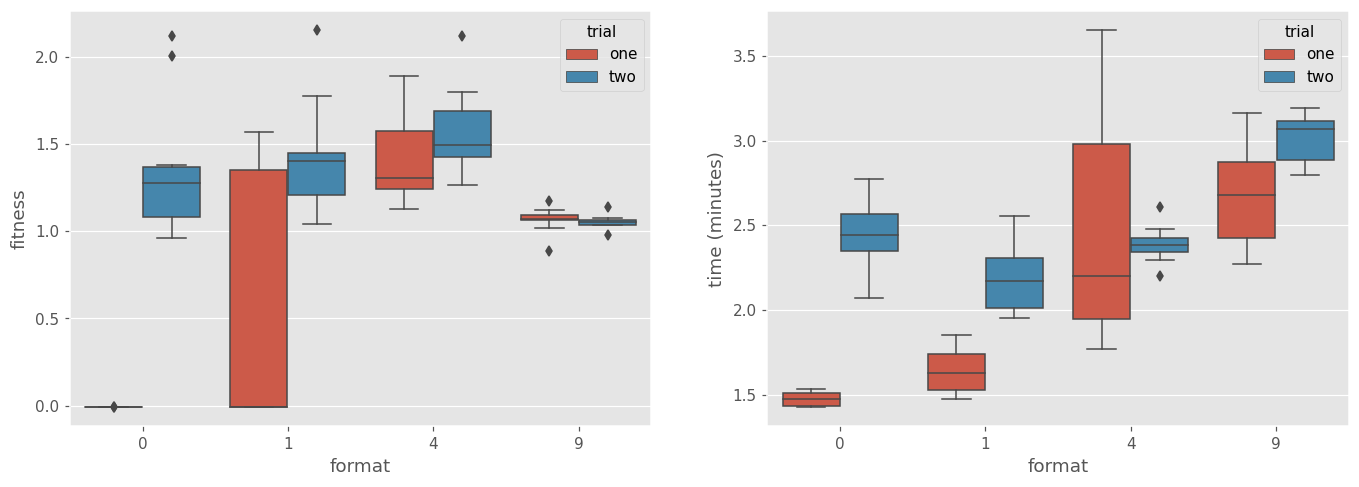 trial
one
two
2.0
1.5
1.0
0.5
0.0
fitness
0 1 4 9
format
trial
one
two
3.5
3.0
2.5
2.0
1.5
time (minutes)
0 1 4 9
format